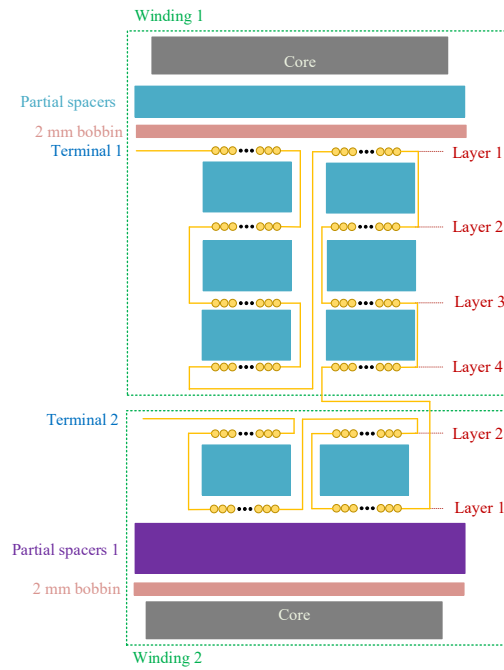 Winding 1
Core
Partial spacers
2 mm bobbin
Terminal 1
Layer 1
Layer 2
Layer 3
Layer 4
Terminal 2
Layer 2
Layer 1
Partial spacers 1
2 mm bobbin
Core
Winding 2